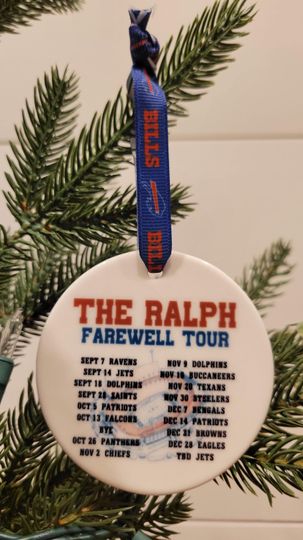 BILLS
BILLS
THE RALPH
FAREWELL TOUR
SEPT 7 RAVENS
SEPT 14 JETS
SEPT 18 DOLPHINS
SEPT 28 SAINTS
OCT 5 PATRIOTS
OCT 13 FALCONS
BYE
OCT 26 PANTHERS
NOV 2 CHIEFS
NOV 9 DOLPHINS
NOV 16 BUCCANEERS
NOV 20 TEXANS
NOV 30 STEELERS
DEC 7 BENGALS
DEC 14 PATRIOTS
DEC 21 BROWNS
DEC 28 EAGLES
TBD JETS